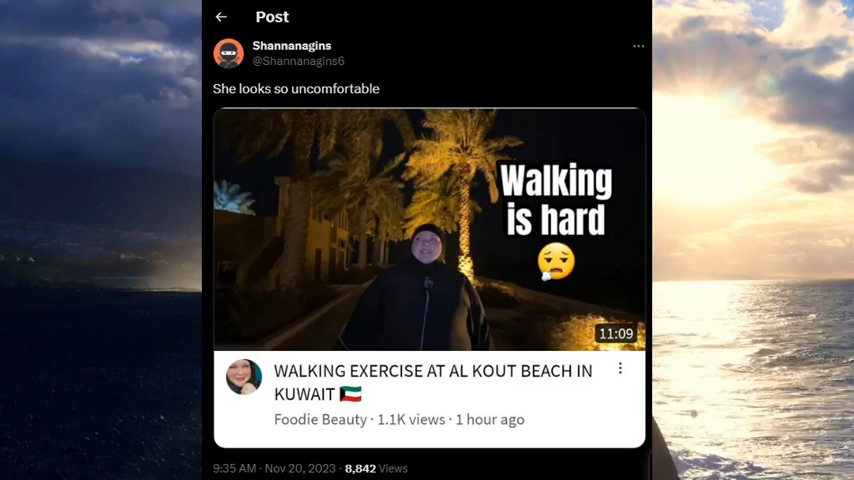 Post
Shannanagins
@Shannanagins6
She looks so uncomfortable
Walking
is hard
11:09
WALKING EXERCISE AT AL KOUT BEACH IN
KUWAIT 🇰🇼
Foodie Beauty · 1.1K views · 1 hour ago
9:35 AM · Nov 20, 2023 · 8,842 Views